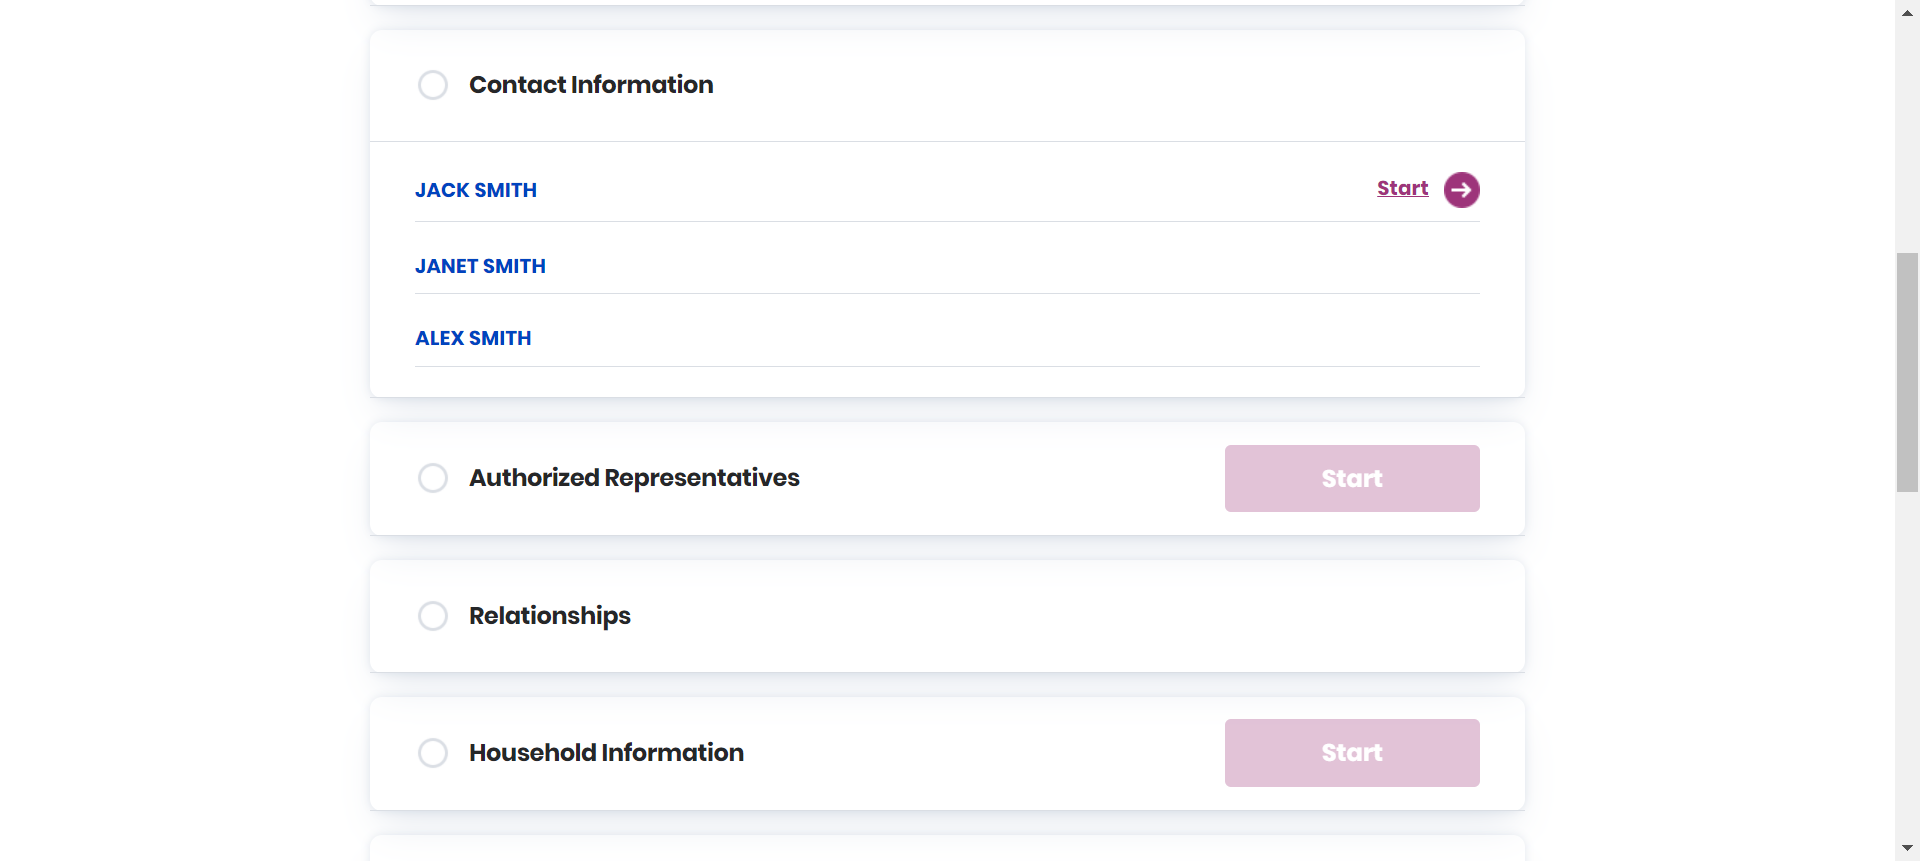 Contact Information
JACK SMITH Start
JANET SMITH
ALEX SMITH
Authorized Representatives Start
Relationships
Household Information Start